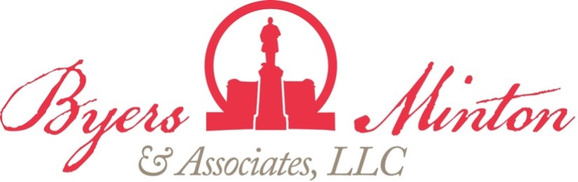 Byers Minton
& Associates, LLC